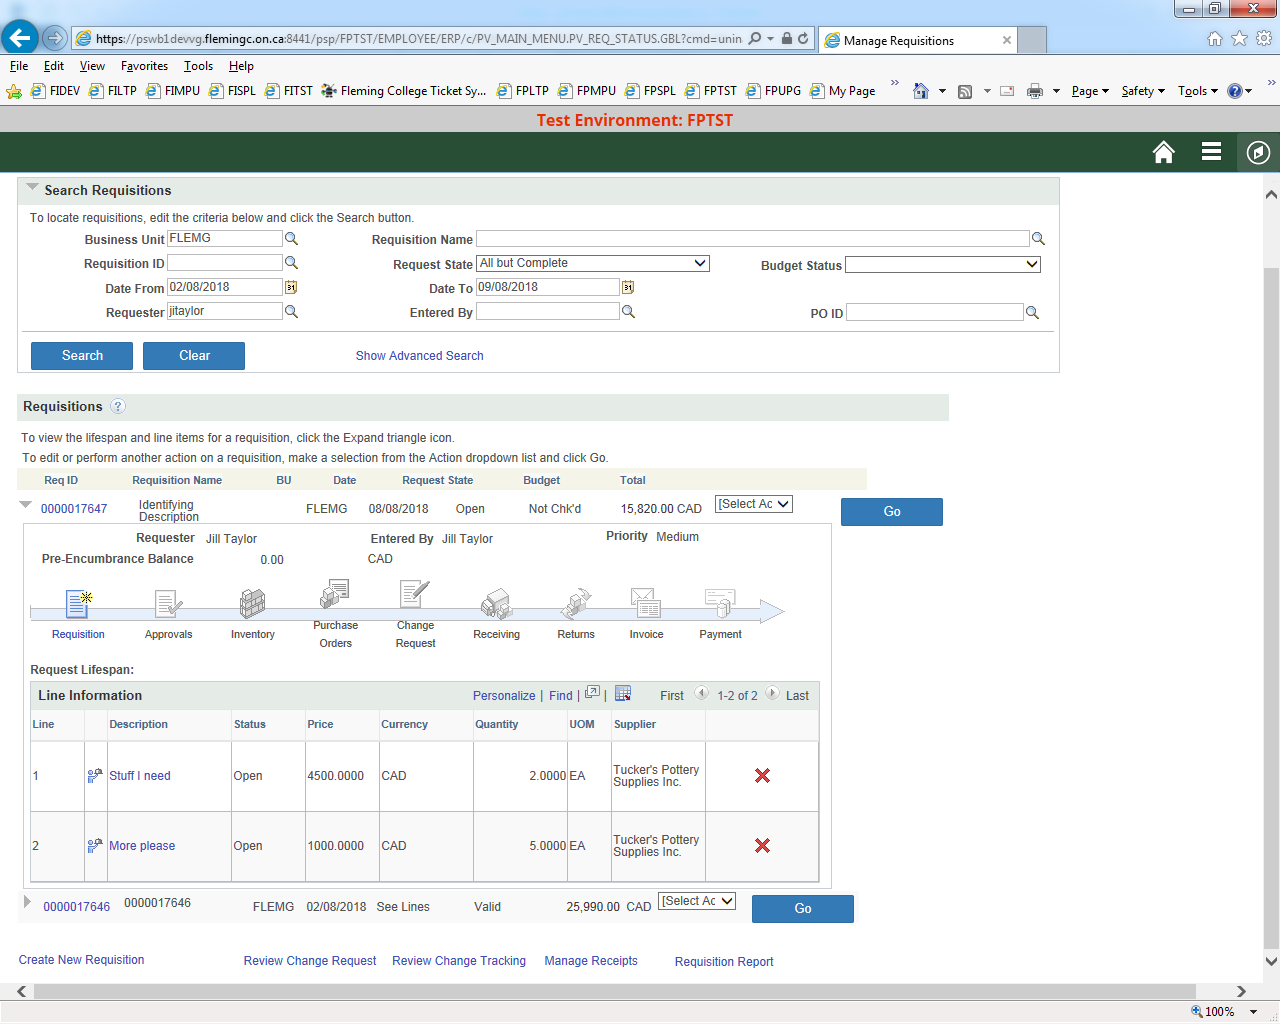 https://pswb1devvg.flemingc.on.ca:8441/psp/FPTST/EMPLOYEE/ERP/c/PV_MAIN_MENU.PV_REQ_STATUS.GBL?cmd=unin
Manage Requisitions
File Edit View Favorites Tools Help
FIDEV FILTP FIMPU FISPL FITST Fleming College Ticket Sy... FPLTP FPMPU FPSPL FPTST FPUPG My Page Page Safety Tools
Test Environment: FPTST
Search Requisitions
To locate requisitions, edit the criteria below and click the Search button.
Business Unit FLEMG Requisition Name
Requisition ID Request State All but Complete Budget Status
Date From 02/08/2018 31 Date To 09/08/2018 31
Requester jitaylor Entered By PO ID
Search Clear Show Advanced Search
Requisitions ?
To view the lifespan and line items for a requisition, click the Expand triangle icon.
To edit or perform another action on a requisition, make a selection from the Action dropdown list and click Go.
Req ID Requisition Name BU Date Request State Budget Total
0000017647 Identifying Description FLEMG 08/08/2018 Open Not Chk'd 15,820.00 CAD [Select Ac Go
Requester Jill Taylor Entered By Jill Taylor Priority Medium
Pre-Encumbrance Balance 0.00 CAD
Requisition Approvals Inventory Purchase Orders Change Request Receiving Returns Invoice Payment
Request Lifespan:
Line Information Personalize | Find | | First 1-2 of 2 Last
Line Description Status Price Currency Quantity UOM Supplier
1 Stuff I need Open 4500.0000 CAD 2.0000 EA Tucker's Pottery Supplies Inc.
2 More please Open 1000.0000 CAD 5.0000 EA Tucker's Pottery Supplies Inc.
0000017646 0000017646 FLEMG 02/08/2018 See Lines Valid 25,990.00 CAD [Select Ac Go
Create New Requisition Review Change Request Review Change Tracking Manage Receipts Requisition Report
100%